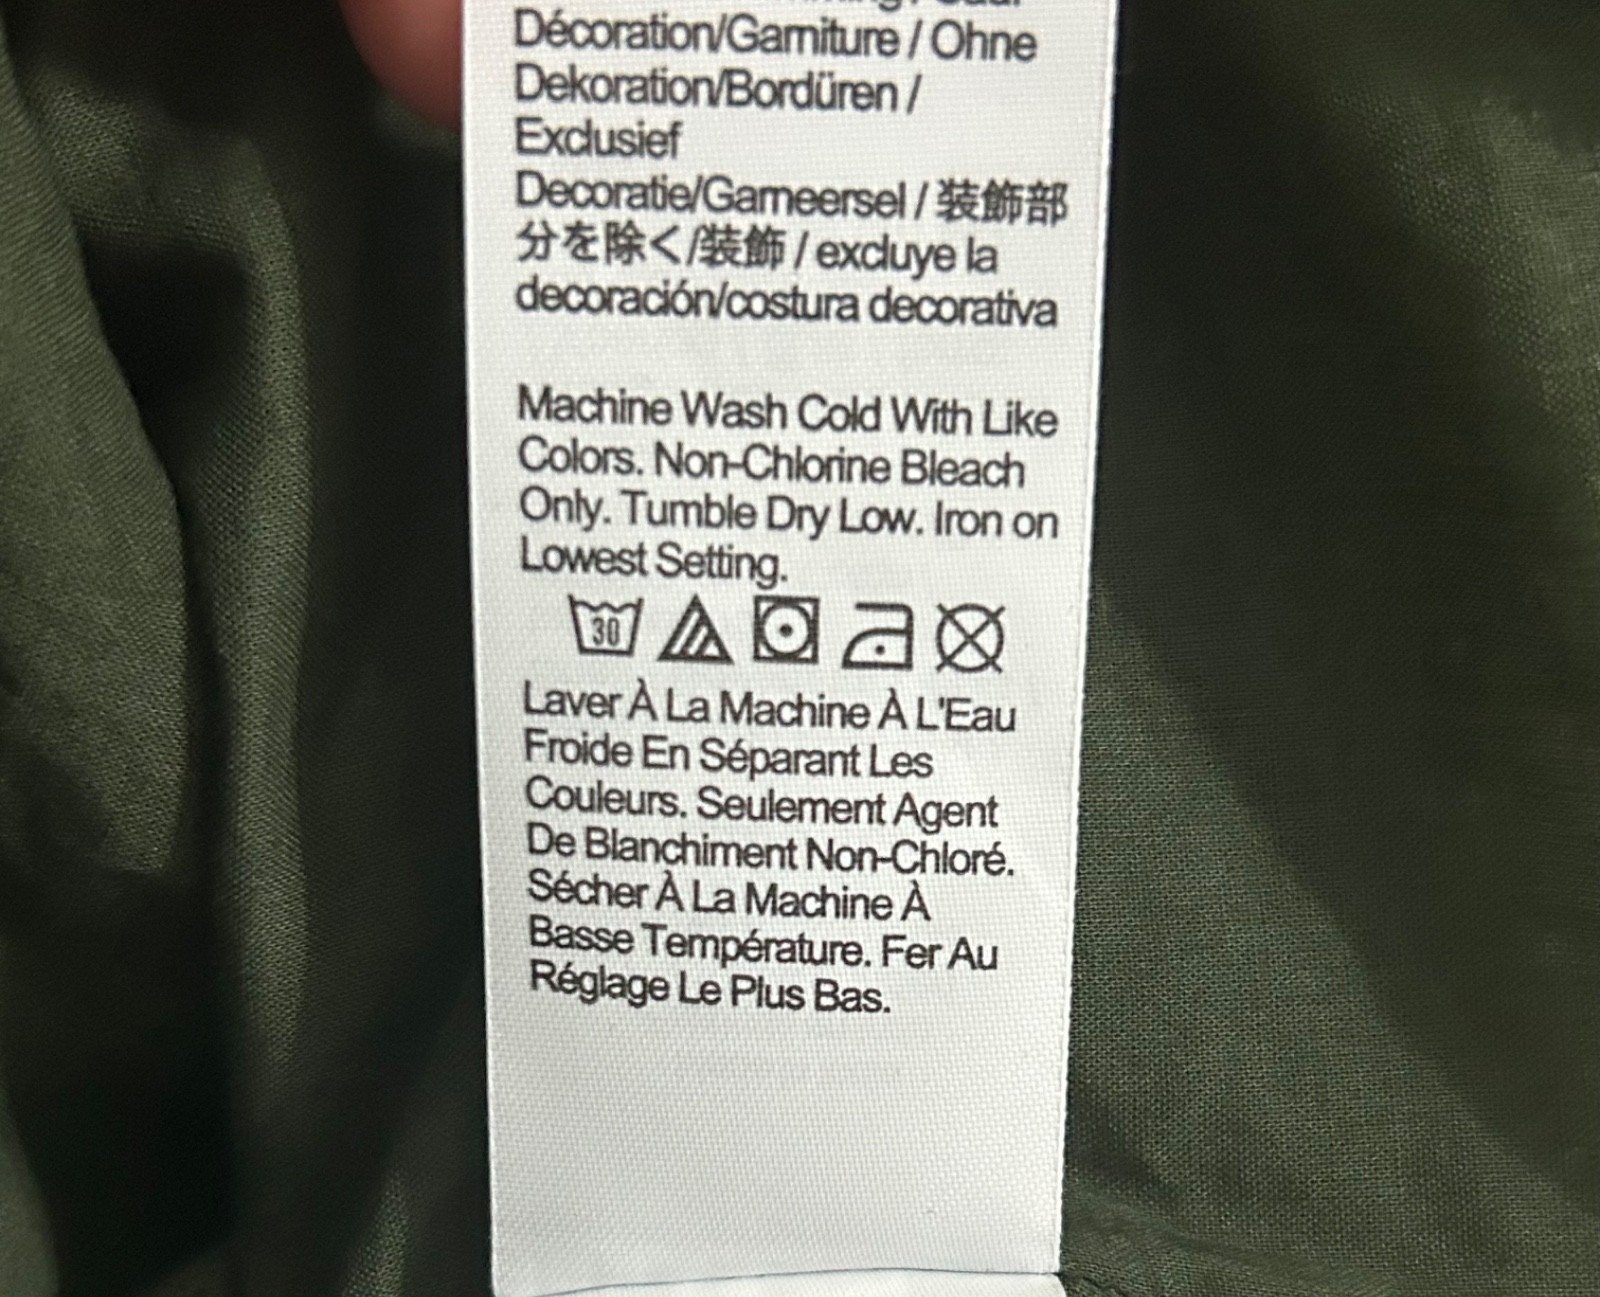 Décoration/Garniture / Ohne
Dekoration/Bordüren /
Exclusief
Decoratie/Garneersel / 装飾部
分を除く/装飾 / excluye la
decoración/costura decorativa
Machine Wash Cold With Like
Colors. Non-Chlorine Bleach
Only. Tumble Dry Low. Iron on
Lowest Setting.
30
Laver À La Machine À L'Eau
Froide En Séparant Les
Couleurs. Seulement Agent
De Blanchiment Non-Chloré.
Sécher À La Machine À
Basse Température. Fer Au
Réglage Le Plus Bas.